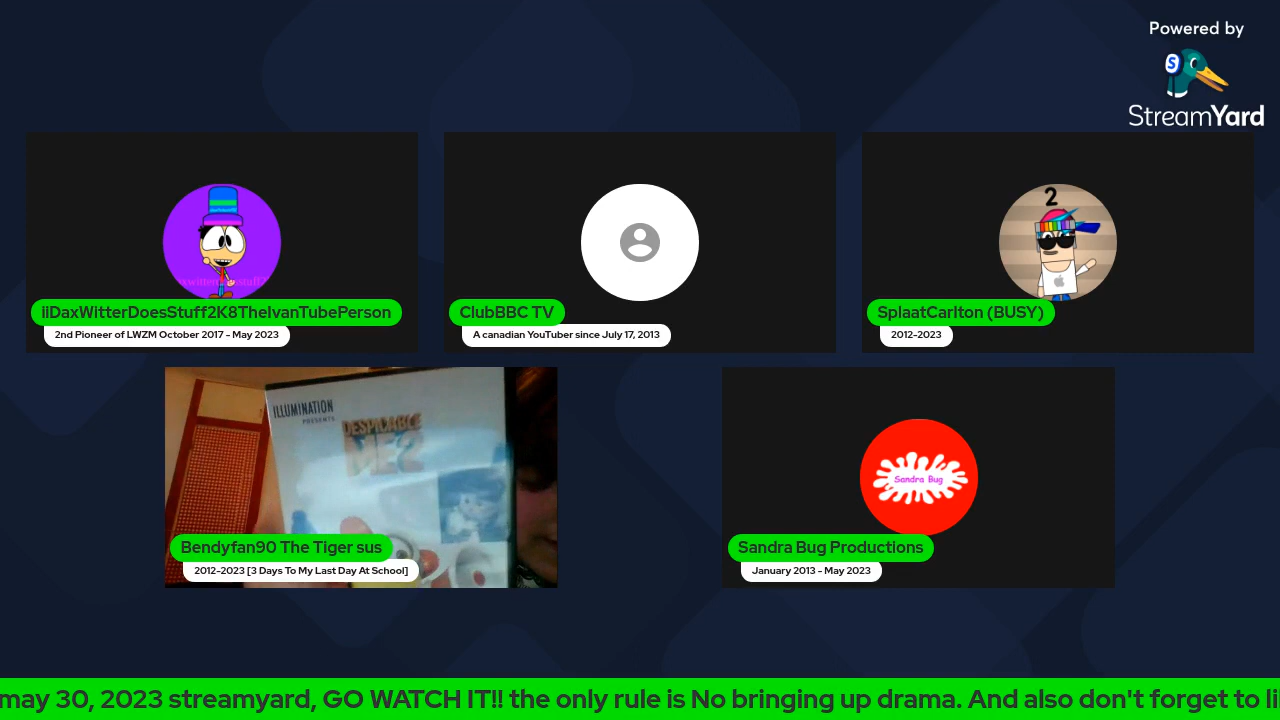 Powered by
StreamYard
2
iiDaxWitterDoesStuff2K8TheIvanTubePerson
2nd Pioneer of LWZM October 2017 - May 2023
ClubBBC TV
A canadian YouTuber since July 17, 2013
SplaatCarlton (BUSY)
2012-2023
ILLUMINATION
PRESENTS
DESPICABLE
ME2
Bendyfan90 The Tiger sus
2012-2023 [3 Days To My Last Day At School]
Sandra Bug
Sandra Bug Productions
January 2013 - May 2023
may 30, 2023 streamyard, GO WATCH IT!! the only rule is No bringing up drama. And also don't forget to li